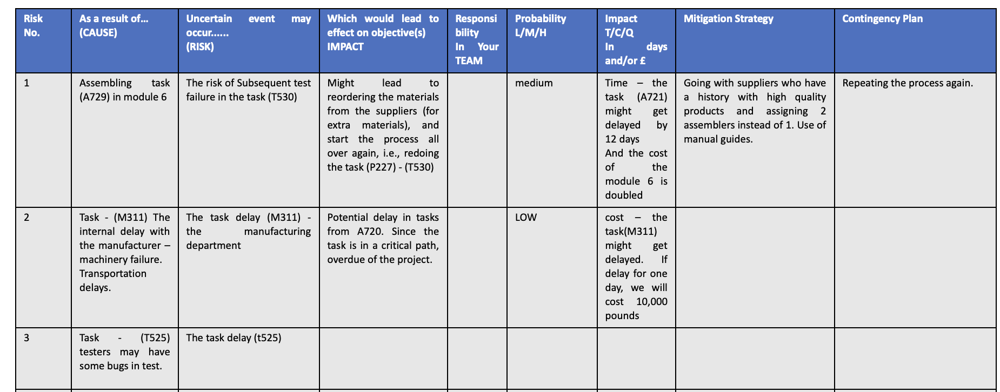 Risk
No.
As a result of...
(CAUSE)
Uncertain event may
occur......
(RISK)
Which would lead to
effect on objective(s)
IMPACT
Responsi
bility
In Your
TEAM
Probability
L/M/H
Impact
T/C/Q
In days
and/or £
Mitigation Strategy
Contingency Plan
1
Assembling task
(A729) in module 6
The risk of Subsequent test
failure in the task (T530)
Might lead to
reordering the materials
from the suppliers (for
extra materials), and
start the process all
over again, i.e., redoing
the task (P227) - (T530)
medium
Time – the
task (A721)
might get
delayed by
12 days
And the cost
of the
module 6 is
doubled
Going with suppliers who have
a history with high quality
products and assigning 2
assemblers instead of 1. Use of
manual guides.
Repeating the process again.
2
Task - (M311) The
internal delay with
the manufacturer –
machinery failure.
Transportation
delays.
The task delay (M311) -
the manufacturing
department
Potential delay in tasks
from A720. Since the
task is in a critical path,
overdue of the project.
LOW
cost – the
task(M311)
might get
delayed. If
delay for one
day, we will
cost 10,000
pounds
3
Task - (T525)
testers may have
some bugs in test.
The task delay (t525)